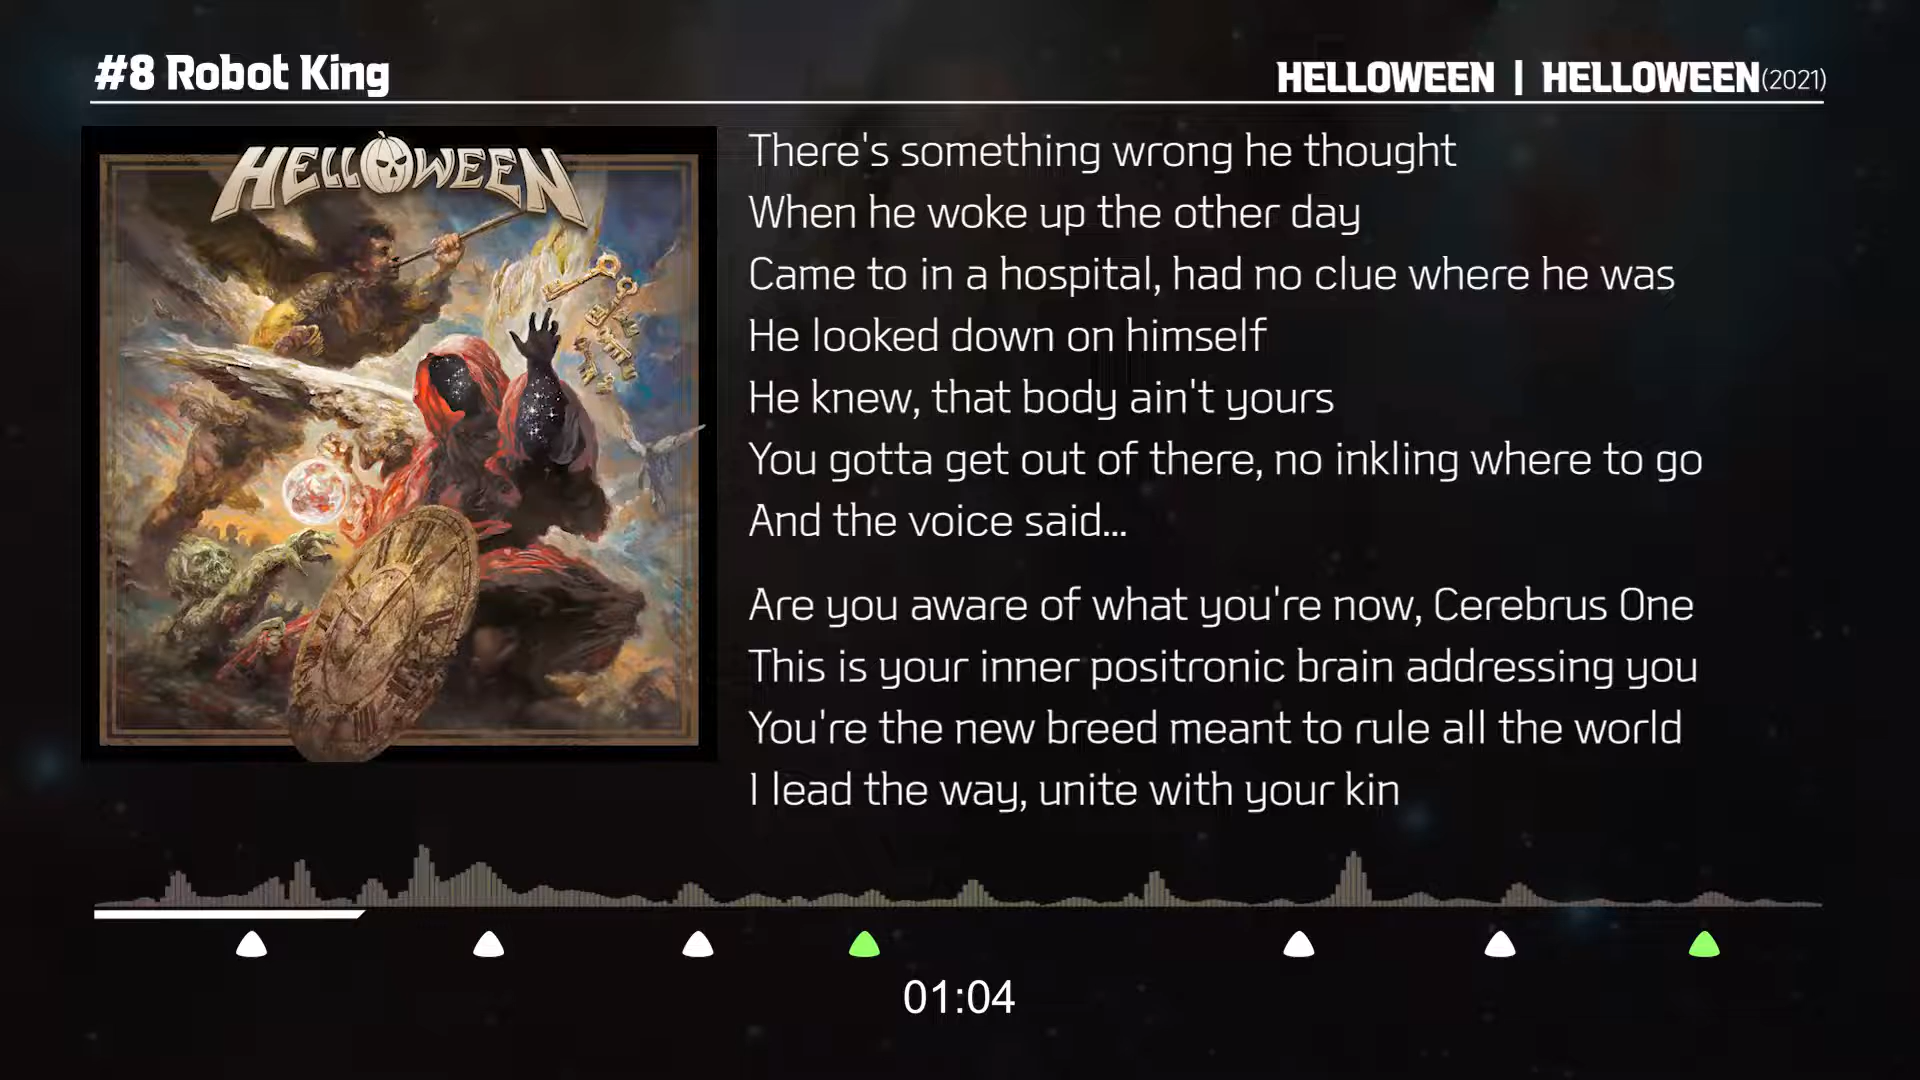 #8 Robot King
HELLOWEEN | HELLOWEEN(2021)
HELLOWEEN
There's something wrong he thought
When he woke up the other day
Came to in a hospital, had no clue where he was
He looked down on himself
He knew, that body ain't yours
You gotta get out of there, no inkling where to go
And the voice said...
Are you aware of what you're now, Cerebrus One
This is your inner positronic brain addressing you
You're the new breed meant to rule all the world
I lead the way, unite with your kin
01:04